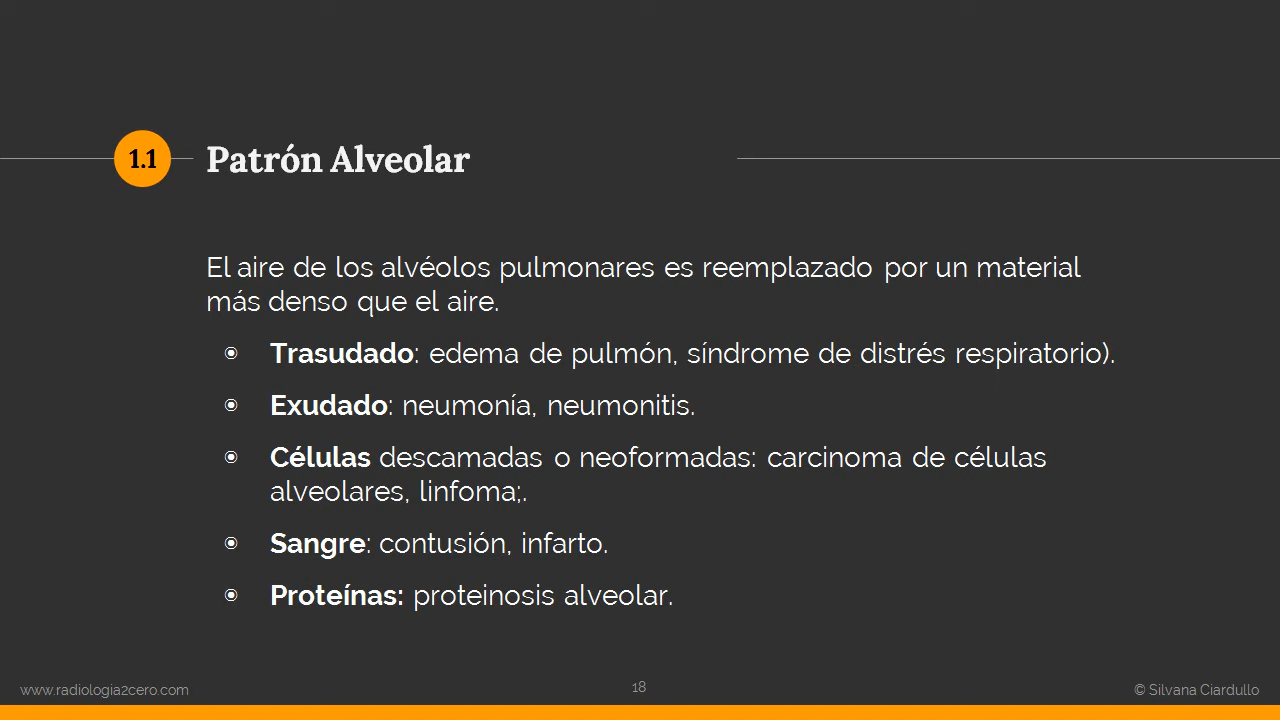 1.1 Patrón Alveolar
El aire de los alvéolos pulmonares es reemplazado por un material
más denso que el aire.
Trasudado: edema de pulmón, síndrome de distrés respiratorio).
Exudado: neumonía, neumonitis.
Células descamadas o neoformadas: carcinoma de células
alveolares, linfoma;.
Sangre: contusión, infarto.
Proteínas: proteinosis alveolar.
www.radiologia2cero.com
18
© Silvana Ciardullo